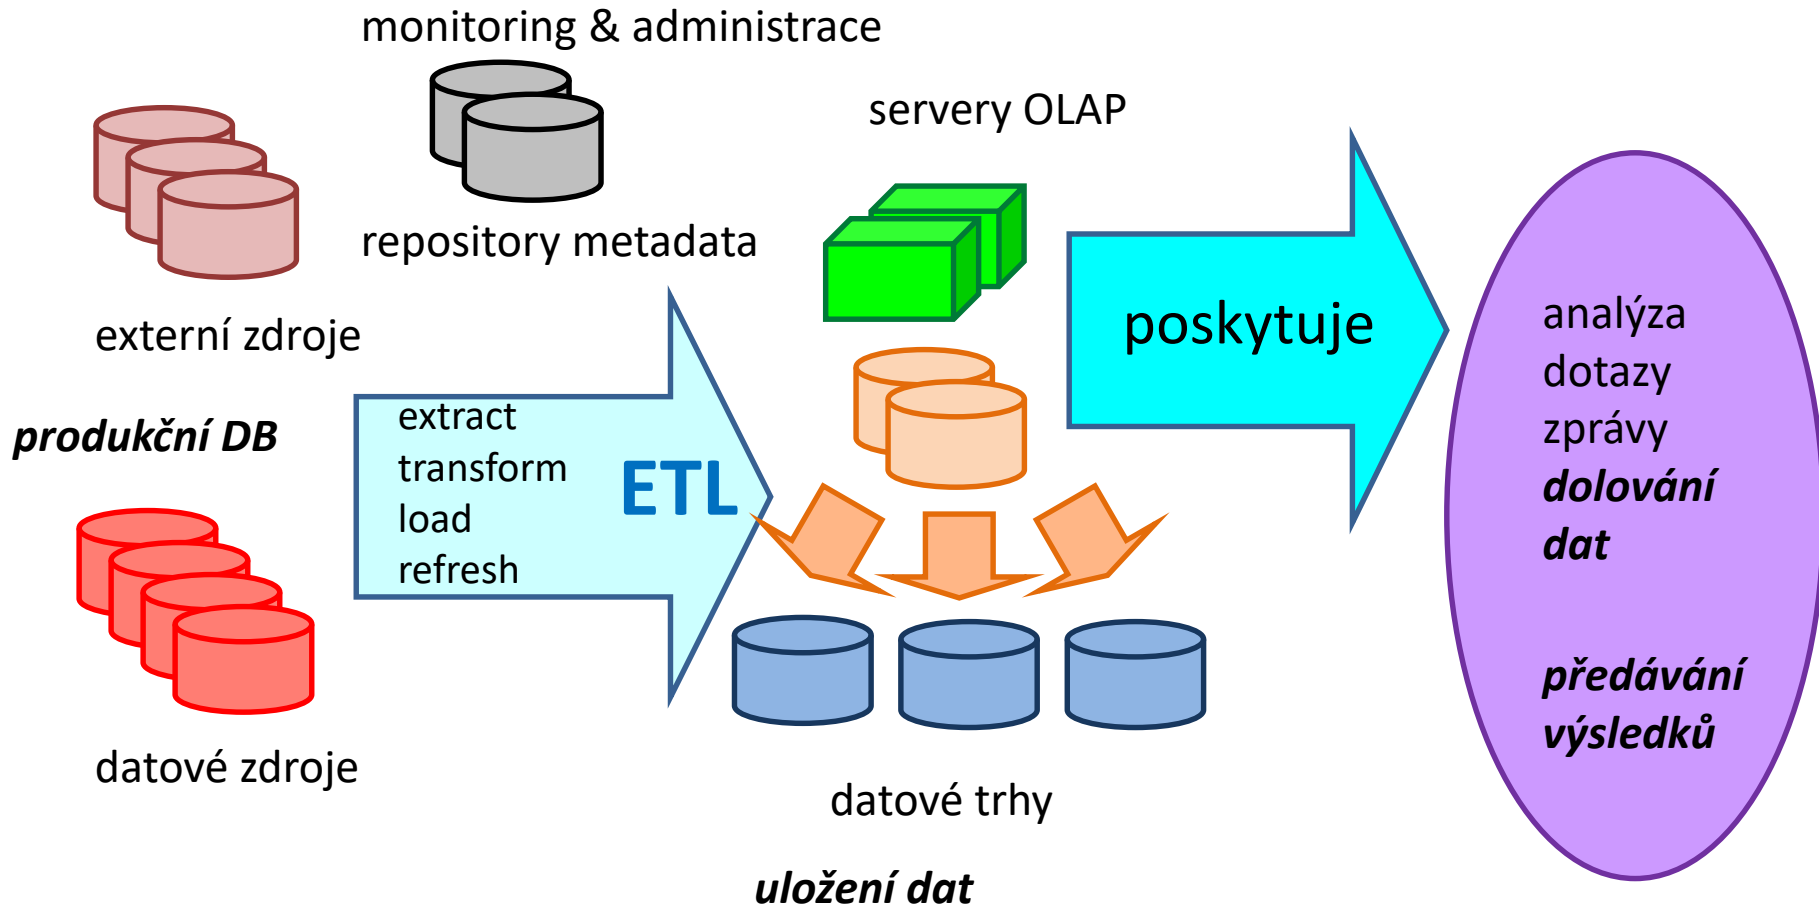 monitoring & administrace
servery OLAP
repository metadata
externí zdroje
produkční DB
extract
transform
load
refresh
ETL
poskytuje
analýza
dotazy
zprávy
dolování
dat
předávání
výsledků
datové zdroje
datové trhy
uložení dat